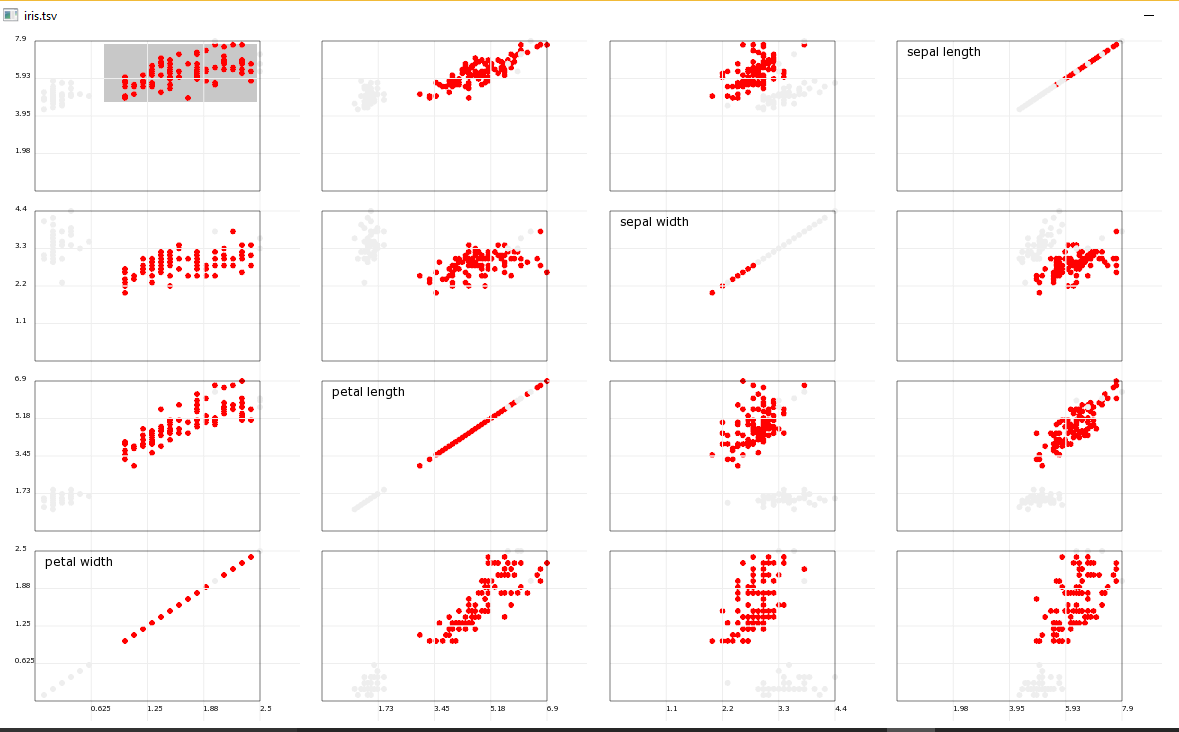 iris.tsv
7.9
5.93
3.95
1.98
sepal length
4.4
3.3
2.2
1.1
sepal width
6.9
5.18
3.45
1.73
petal length
2.5
1.88
1.25
0.625
petal width
0.625 1.25 1.88 2.5 1.73 3.45 5.18 6.9 1.1 2.2 3.3 4.4 1.98 3.95 5.93 7.9